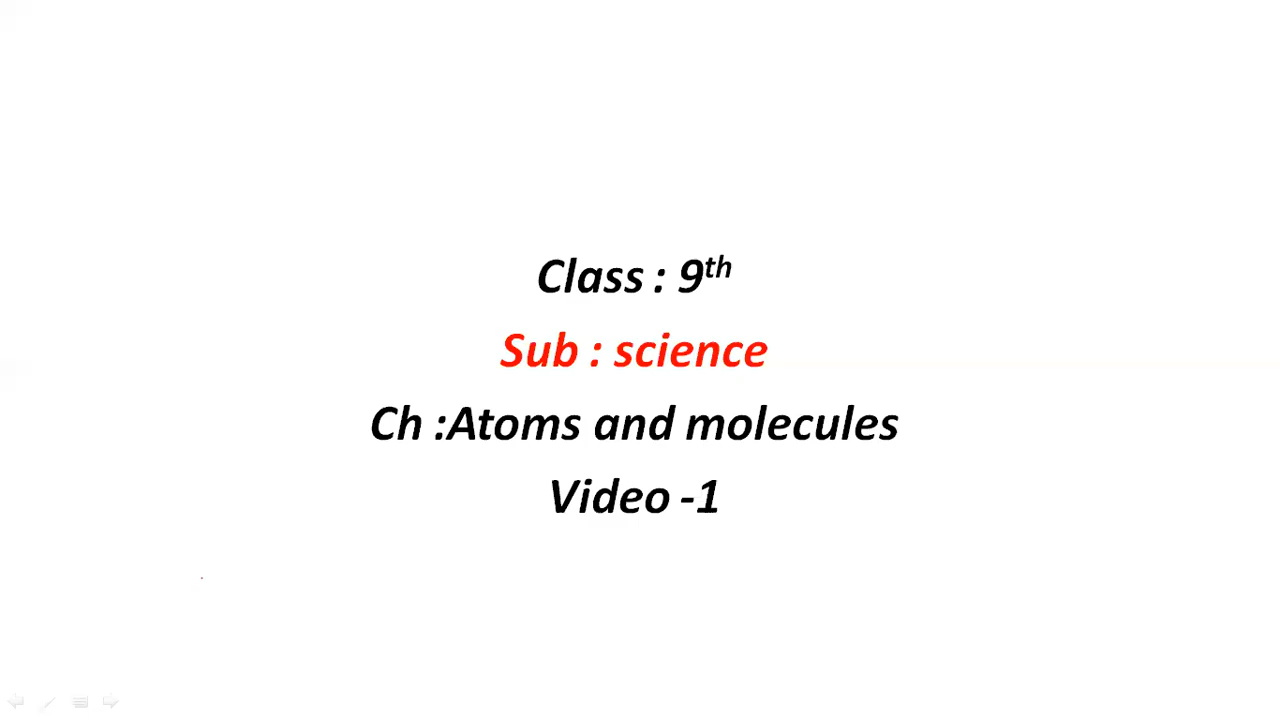 Class : 9th
Sub : science
Ch :Atoms and molecules
Video -1